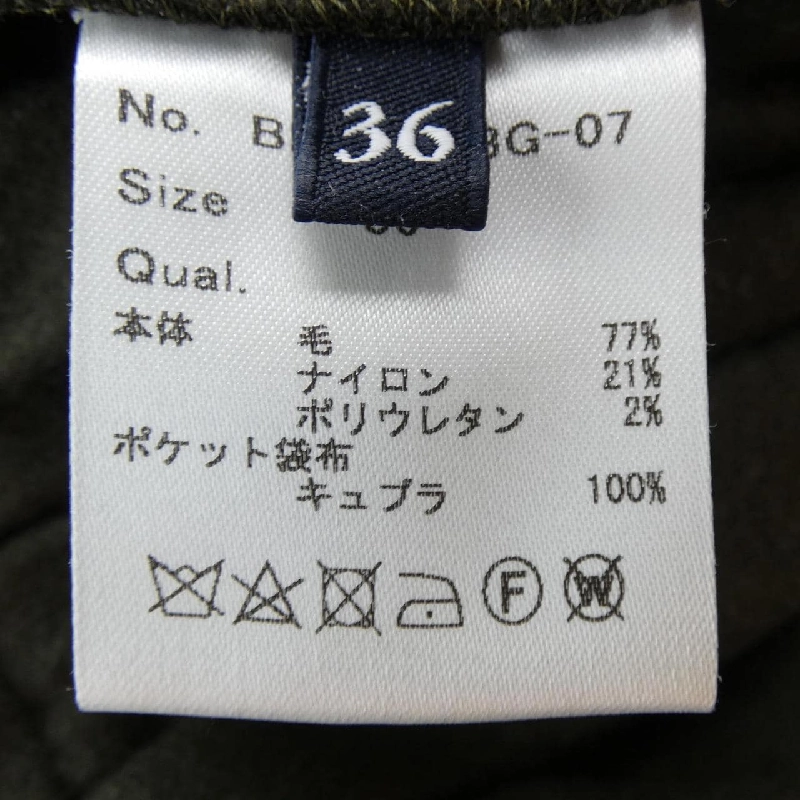 36
No. B BG-07
Size
Qual.
本体
毛 77%
ナイロン 21%
ポリウレタン 2%
ポケット袋布
キュプラ 100%
F W